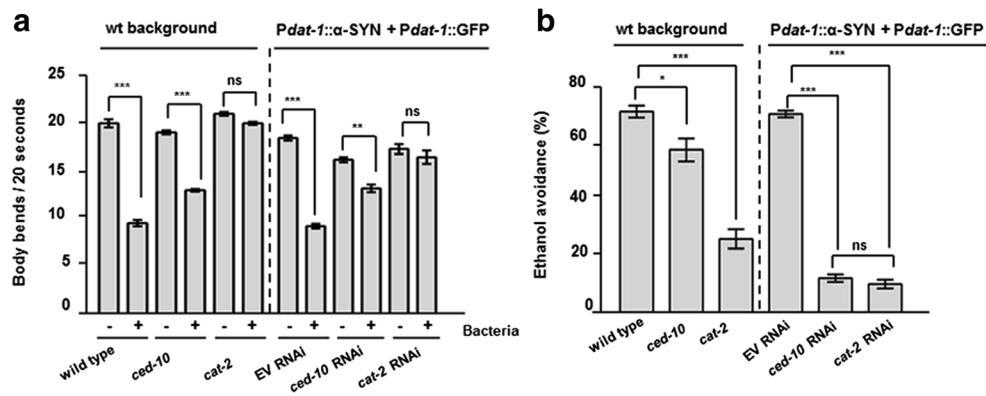 a
wt background
Pdat-1::α-SYN + Pdat-1::GFP
Body bends / 20 seconds
25
20
15
10
5
0
***
***
ns
***
**
ns
- + - + - + - + - + - +
Bacteria
wild type
ced-10
cat-2
EV RNAi
ced-10 RNAi
cat-2 RNAi
b
wt background
Pdat-1::α-SYN + Pdat-1::GFP
Ethanol avoidance (%)
80
60
40
20
0
***
*
***
***
ns
wild type
ced-10
cat-2
EV RNAi
ced-10 RNAi
cat-2 RNAi